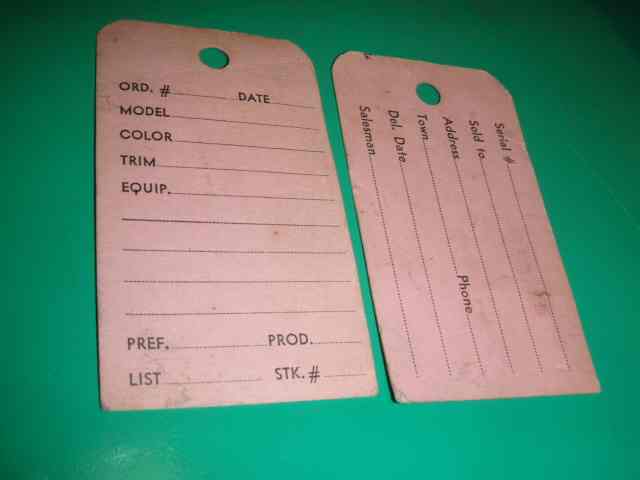 ORD. # DATE
MODEL
COLOR
TRIM
EQUIP.
PREF. PROD.
LIST STK. #
Serial #
Sold to
Address
Town Phone
Del. Date
Salesman